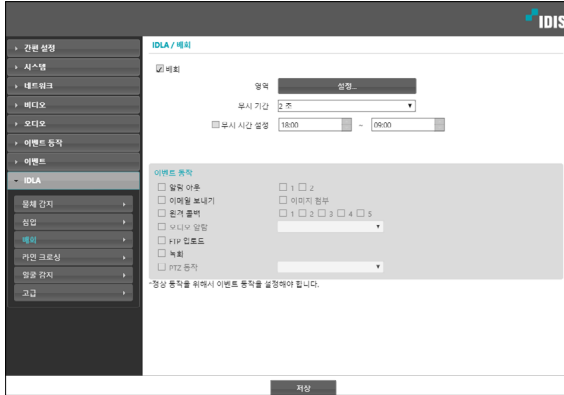 IDIS
간편 설정
시스템
네트워크
비디오
오디오
이벤트 동작
이벤트
IDLA
물체 감지
침입
배회
라인 크로싱
얼굴 감지
고급
IDLA / 배회
배회
영역 설정...
무시 기간 2 초
무시 시간 설정 18:00 ~ 09:00
이벤트 동작
알람 아웃 1 2
이메일 보내기 이미지 첨부
원격 콜백 1 2 3 4 5
오디오 알람
FTP 업로드
녹화
PTZ 동작
*정상 동작을 위해서 이벤트 동작을 설정해야 합니다.
저장